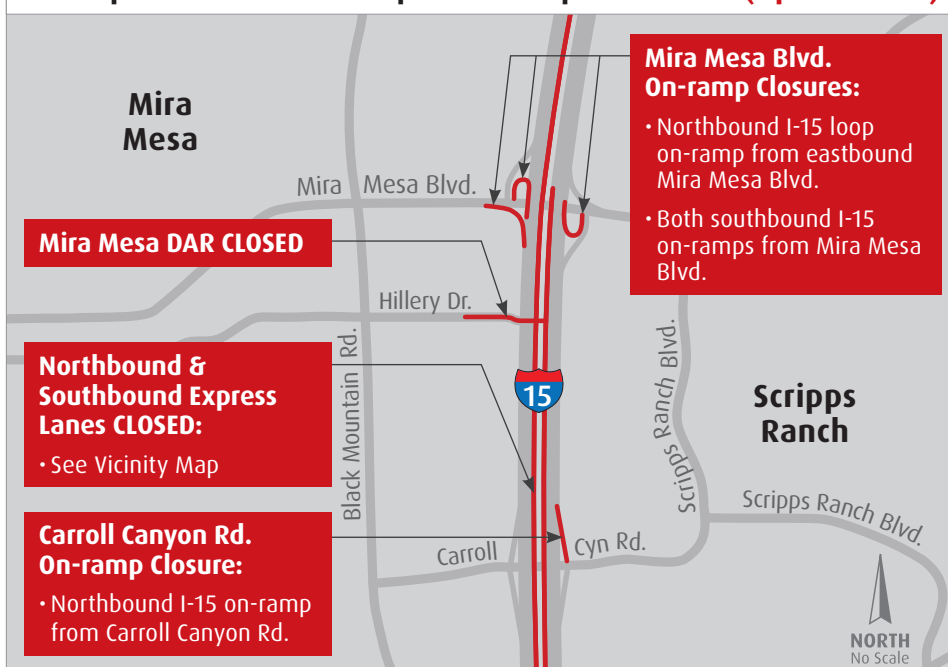 Mira
Mesa
Mira Mesa Blvd.
Mira Mesa Blvd.
On-ramp Closures:
• Northbound I-15 loop
on-ramp from eastbound
Mira Mesa Blvd.
• Both southbound I-15
on-ramps from Mira Mesa
Blvd.
Mira Mesa DAR CLOSED
Hillery Dr.
Northbound &
Southbound Express
Lanes CLOSED:
• See Vicinity Map
Black Mountain Rd.
15
Scripps Ranch Blvd.
Scripps
Ranch
Scripps Ranch Blvd.
Carroll Canyon Rd.
On-ramp Closure:
• Northbound I-15 on-ramp
from Carroll Canyon Rd.
Carroll Cyn Rd.
NORTH
No Scale